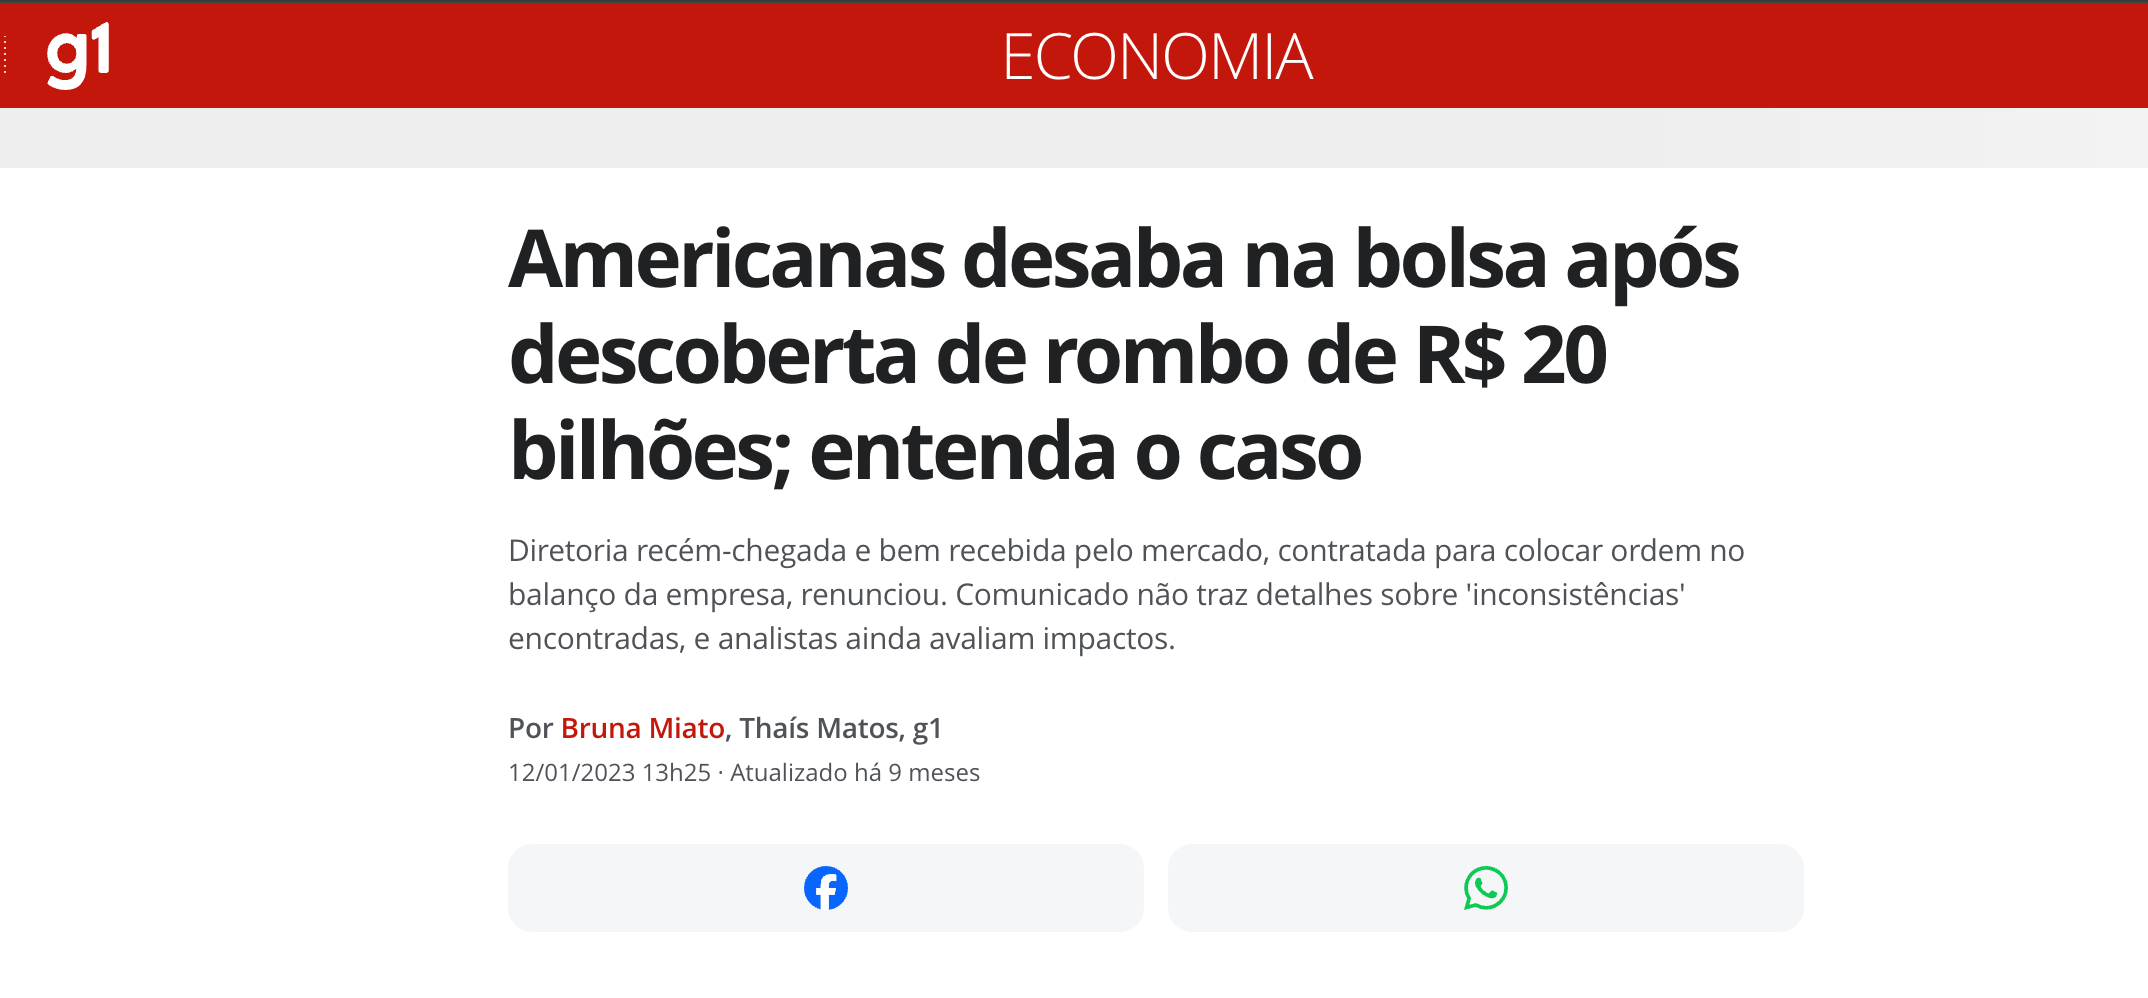 g1
ECONOMIA
Americanas desaba na bolsa após
descoberta de rombo de R$ 20
bilhões; entenda o caso
Diretoria recém-chegada e bem recebida pelo mercado, contratada para colocar ordem no
balanço da empresa, renunciou. Comunicado não traz detalhes sobre 'inconsistências'
encontradas, e analistas ainda avaliam impactos.
Por Bruna Miato, Thaís Matos, g1
12/01/2023 13h25 · Atualizado há 9 meses